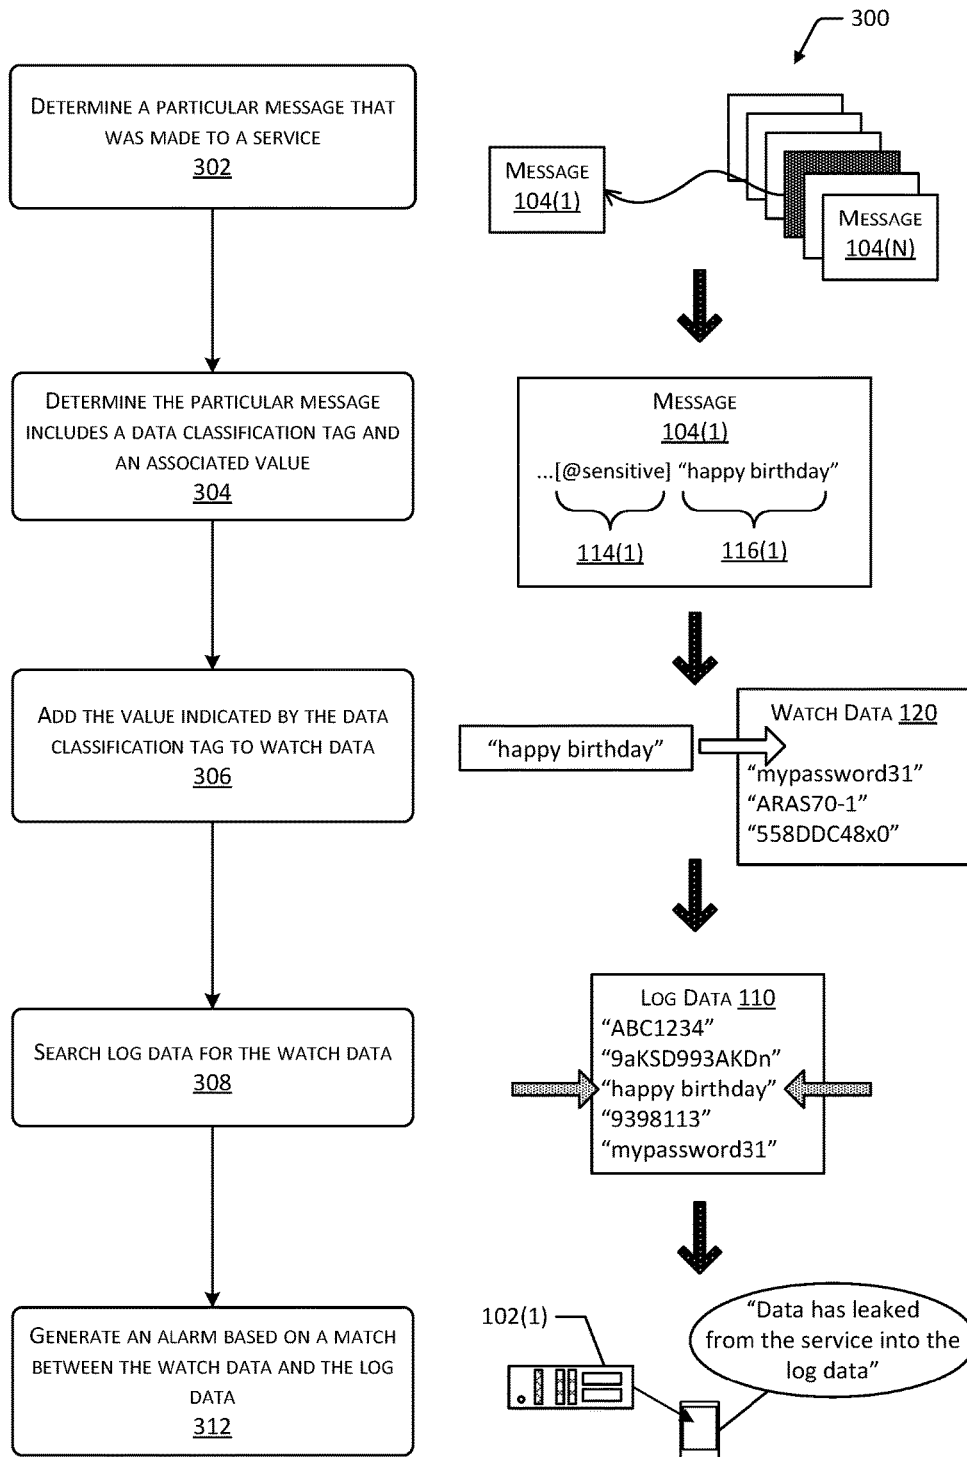 300
DETERMINE A PARTICULAR MESSAGE THAT
WAS MADE TO A SERVICE
302
MESSAGE
104(1)
MESSAGE
104(N)
DETERMINE THE PARTICULAR MESSAGE
INCLUDES A DATA CLASSIFICATION TAG AND
AN ASSOCIATED VALUE
304
MESSAGE
104(1)
...[@sensitive] “happy birthday”
114(1) 116(1)
ADD THE VALUE INDICATED BY THE DATA
CLASSIFICATION TAG TO WATCH DATA
306
“happy birthday”
WATCH DATA 120
“mypassword31”
“ARAS70-1”
“558DDC48x0”
SEARCH LOG DATA FOR THE WATCH DATA
308
LOG DATA 110
“ABC1234”
“9aKSD993AKDn”
“happy birthday”
“9398113”
“mypassword31”
GENERATE AN ALARM BASED ON A MATCH
BETWEEN THE WATCH DATA AND THE LOG
DATA
312
102(1)
“Data has leaked
from the service into the
log data”